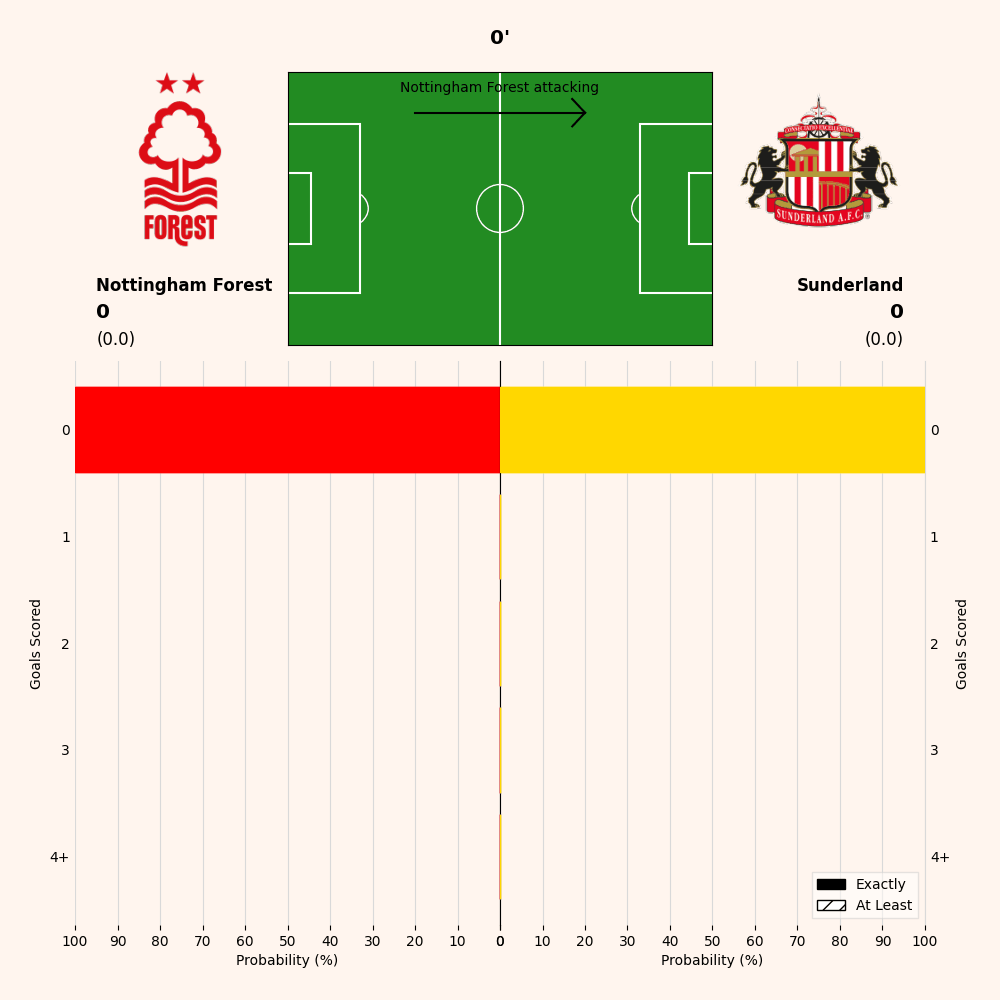 0'
Nottingham Forest attacking
FOREST
CONSECTATIO EXCELLENTIAE
SUNDERLAND A.F.C.
Nottingham Forest
0
(0.0)
Sunderland
0
(0.0)
0
1
2
3
4+
Goals Scored
0
1
2
3
4+
Goals Scored
Exactly
At Least
100 90 80 70 60 50 40 30 20 10 0
0 10 20 30 40 50 60 70 80 90 100
Probability (%)
Probability (%)